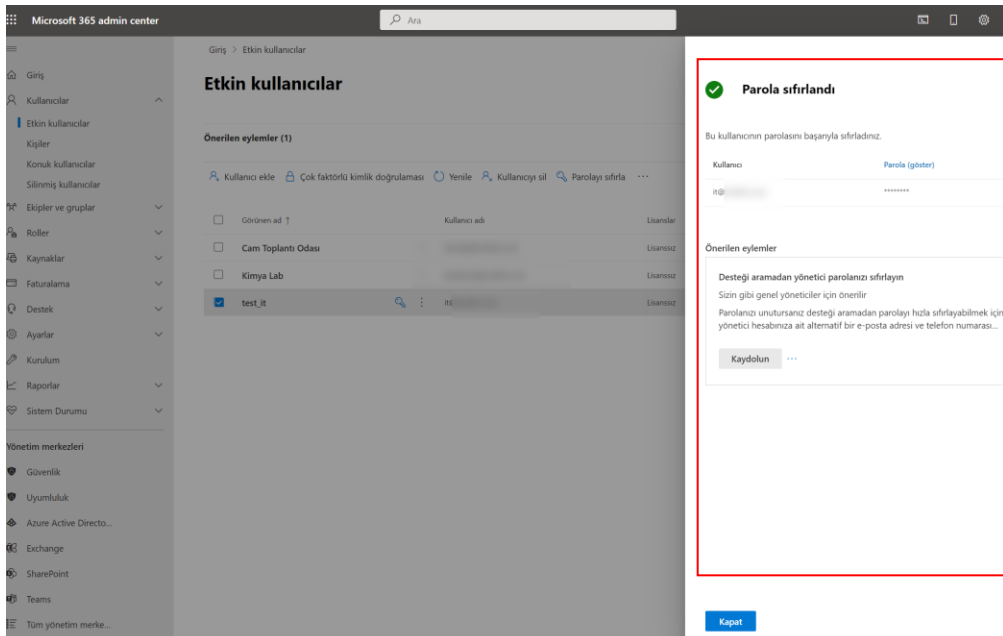 Microsoft 365 admin center
Ara
Giriş
Kullanıcılar
Etkin kullanıcılar
Kişiler
Konuk kullanıcılar
Silinmiş kullanıcılar
Ekipler ve gruplar
Roller
Kaynaklar
Faturalama
Destek
Ayarlar
Kurulum
Raporlar
Sistem Durumu
Yönetim merkezleri
Güvenlik
Uyumluluk
Azure Active Directo...
Exchange
SharePoint
Teams
Tüm yönetim merke...
Giriş > Etkin kullanıcılar
Etkin kullanıcılar
Önerilen eylemler (1)
Kullanıcı ekle Çok faktörlü kimlik doğrulaması Yenile Kullanıcıyı sil Parolayı sıfırla ...
Görünen ad ↑ Kullanıcı adı Lisanslar
Cam Toplantı Odası Lisanssız
Kimya Lab Lisanssız
test_it Lisanssız
Parola sıfırlandı
Bu kullanıcının parolasını başarıyla sıfırladınız.
Kullanıcı Parola (göster)
it@ ********
Önerilen eylemler
Desteği aramadan yönetici parolanızı sıfırlayın
Sizin gibi genel yöneticiler için önerilir
Parolanızı unutursanız desteği aramadan parolayı hızla sıfırlayabilmek için
yönetici hesabınıza ait alternatif bir e-posta adresi ve telefon numarası...
Kaydolun ...
Kapat